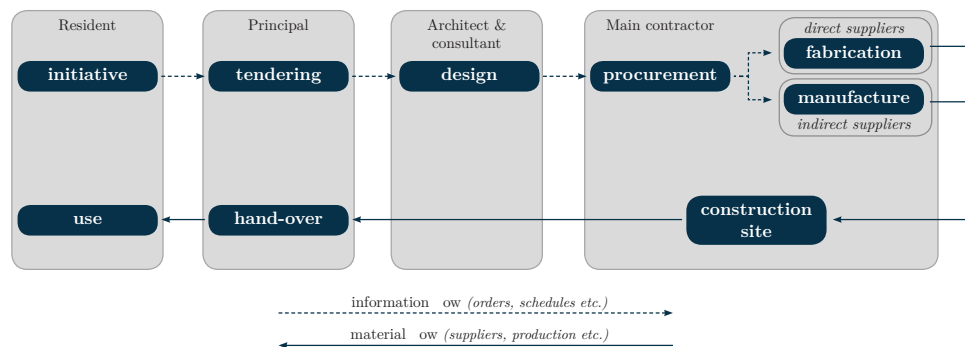 Resident
Principal
Architect &
consultant
Main contractor
direct suppliers
initiative
tendering
design
procurement
fabrication
manufacture
indirect suppliers
use
hand-over
construction
site
information ow (orders, schedules etc.)
material ow (suppliers, production etc.)